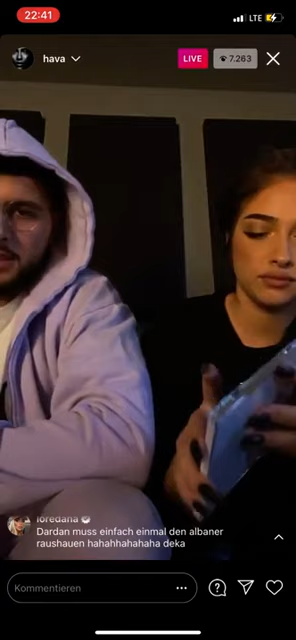 22:41
LTE
hava
LIVE
7.263
loredana
Dardan muss einfach einmal den albaner
raushauen hahahhahahaha deka
Kommentieren